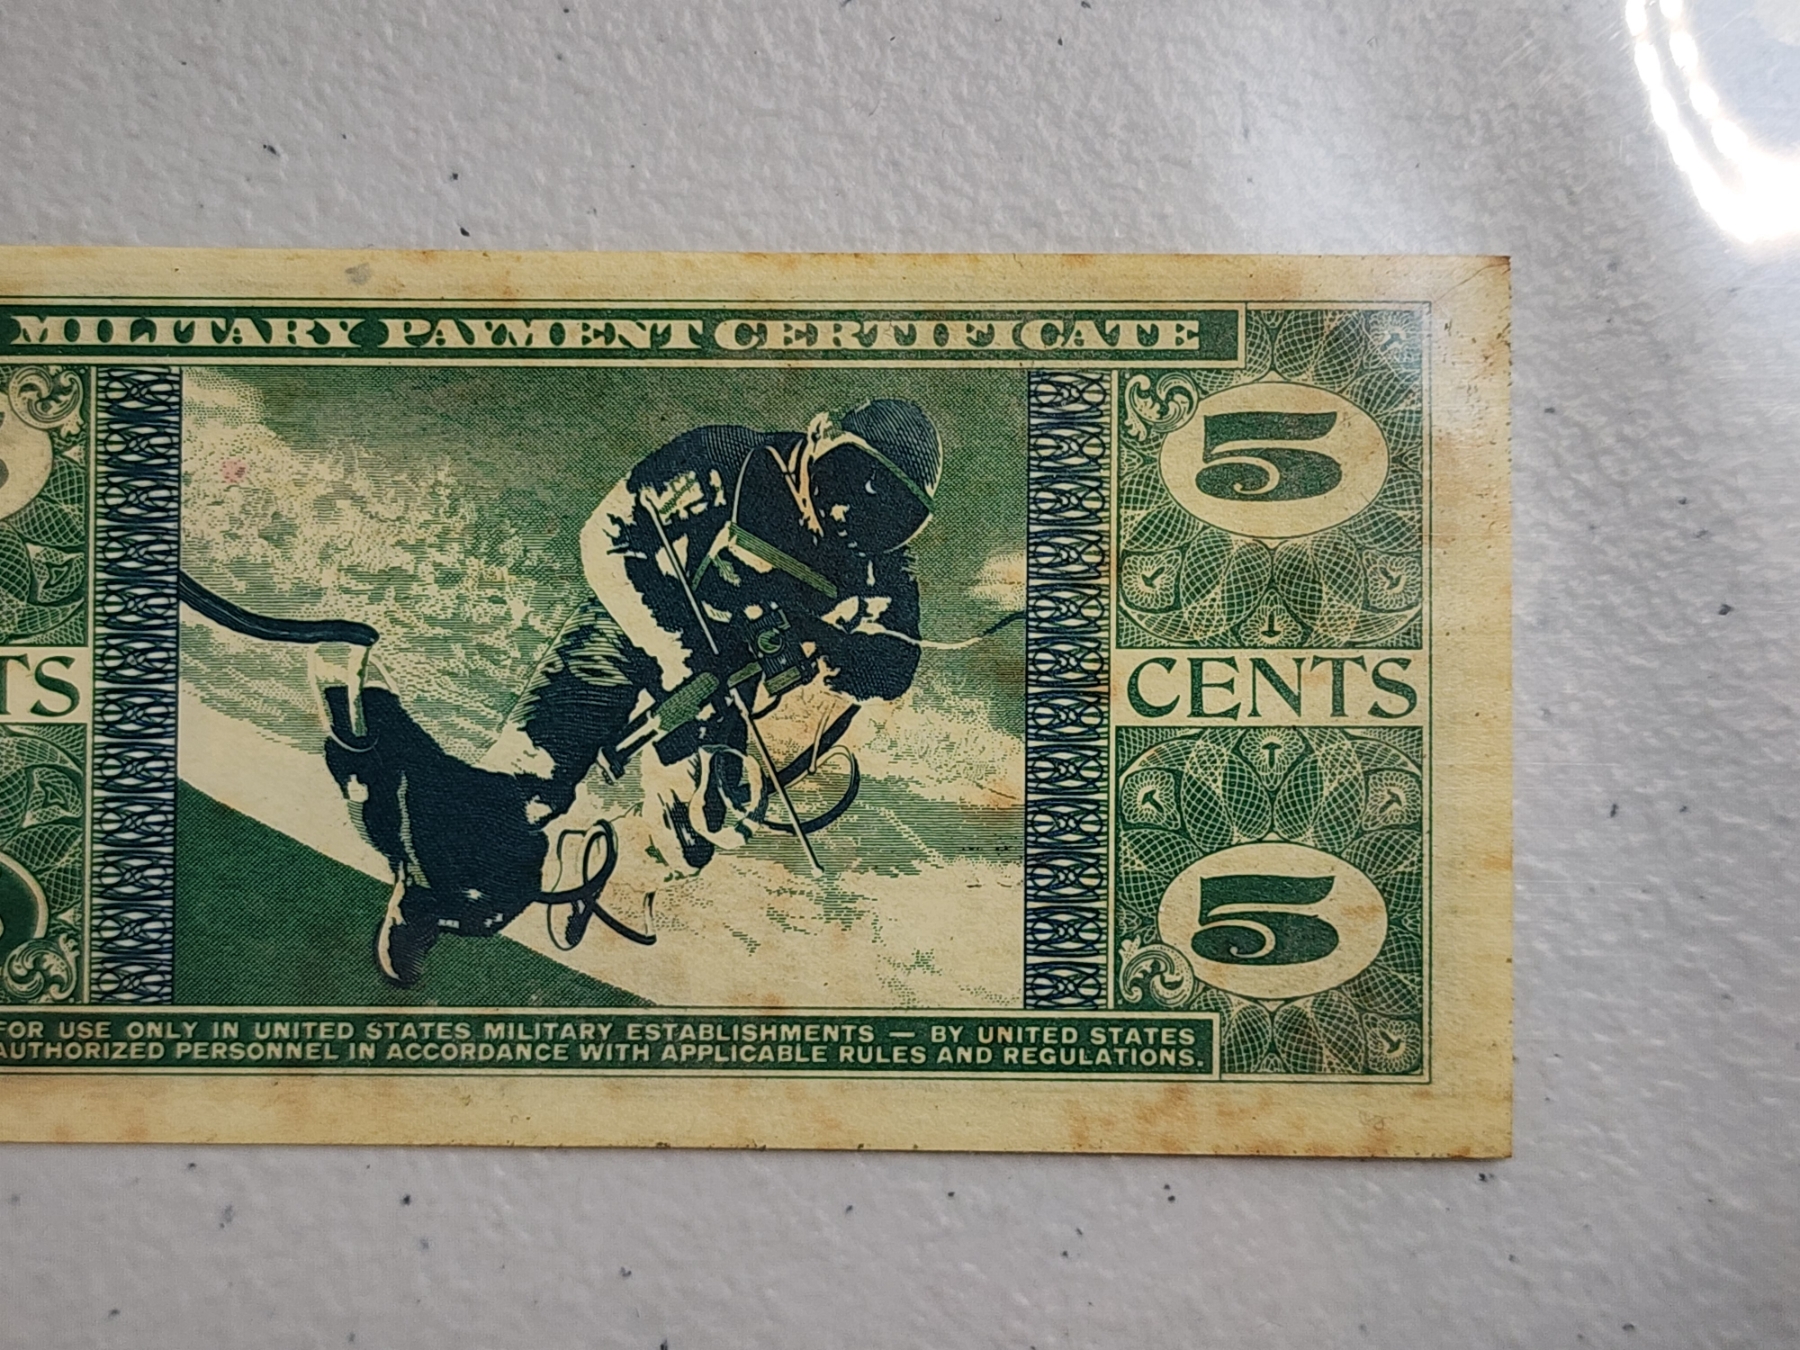 MILITARY PAYMENT CERTIFICATE
5
TS CENTS
5
FOR USE ONLY IN UNITED STATES MILITARY ESTABLISHMENTS — BY UNITED STATES
AUTHORIZED PERSONNEL IN ACCORDANCE WITH APPLICABLE RULES AND REGULATIONS.